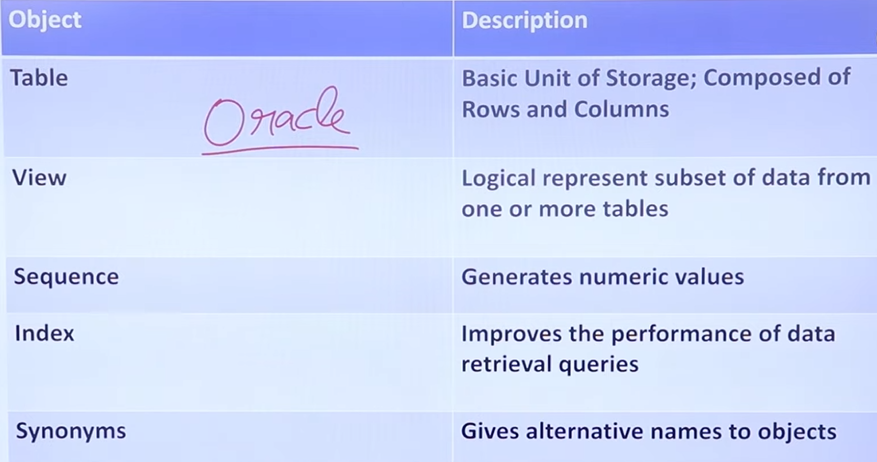 Object Description
Table Basic Unit of Storage; Composed of
Rows and Columns
Oracle
View Logical represent subset of data from
one or more tables
Sequence Generates numeric values
Index Improves the performance of data
retrieval queries
Synonyms Gives alternative names to objects